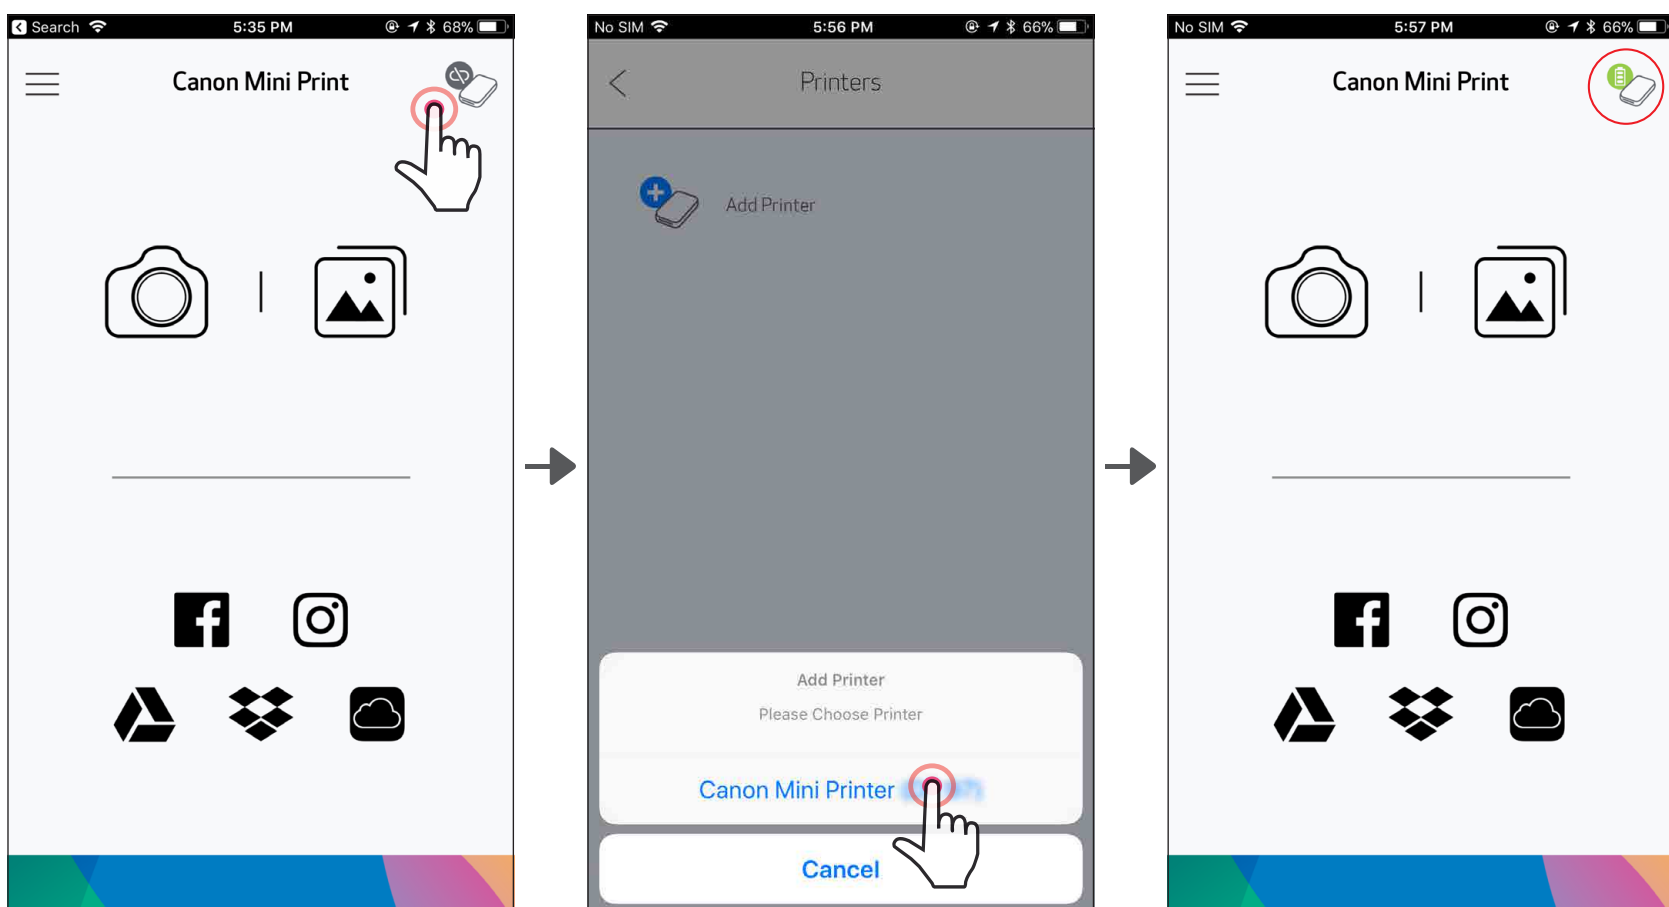 Search 5:35 PM 68%
Canon Mini Print
No SIM 5:56 PM 66%
Printers
Add Printer
Add Printer
Please Choose Printer
Canon Mini Printer
Cancel
No SIM 5:57 PM 66%
Canon Mini Print